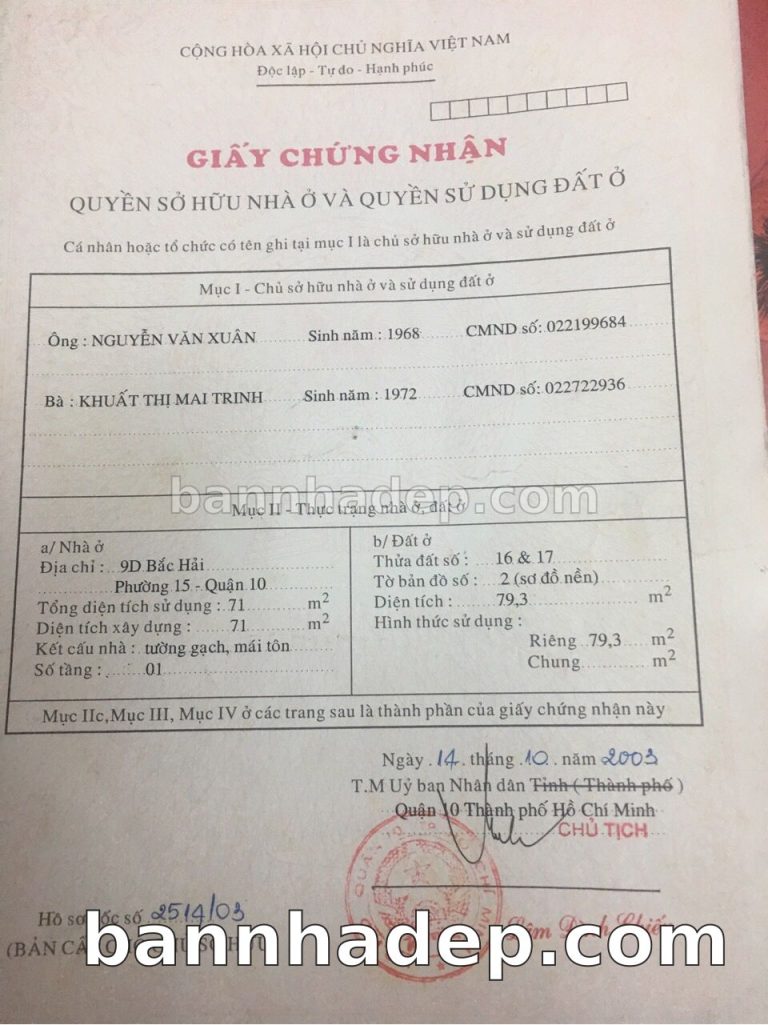 CỘNG HÒA XÃ HỘI CHỦ NGHĨA VIỆT NAM
Độc lập - Tự do - Hạnh phúc
GIẤY CHỨNG NHẬN
QUYỀN SỞ HỮU NHÀ Ở VÀ QUYỀN SỬ DỤNG ĐẤT Ở
Cá nhân hoặc tổ chức có tên ghi tại mục I là chủ sở hữu nhà ở và sử dụng đất ở
Mục I - Chủ sở hữu nhà ở và sử dụng đất ở
Ông : NGUYỄN VĂN XUÂN Sinh năm : 1968 CMND số: 022199684
Bà : KHUẤT THỊ MAI TRINH Sinh năm : 1972 CMND số: 022722936
bannhadep.com
Mục II - Thực trạng nhà ở, đất ở
a/ Nhà ở
Địa chỉ : 9D Bắc Hải
Phường 15 - Quận 10
Tổng diện tích sử dụng : 71 m2
Diện tích xây dựng : 71 m2
Kết cấu nhà : tường gạch, mái tôn
Số tầng : 01
b/ Đất ở
Thửa đất số : 16 & 17
Tờ bản đồ số : 2 (sơ đồ nền)
Diện tích : 79,3 m2
Hình thức sử dụng :
Riêng 79,3 m2
Chung m2
Mục IIc, Mục III, Mục IV ở các trang sau là thành phần của giấy chứng nhận này
Ngày 14 tháng 10 năm 2003
T.M Uỷ ban Nhân dân Tỉnh ( Thành phố )
Quận 10 Thành phố Hồ Chí Minh
CHỦ TỊCH
Hồ sơ gốc số 2514/03
(BẢN
bannhadep.com